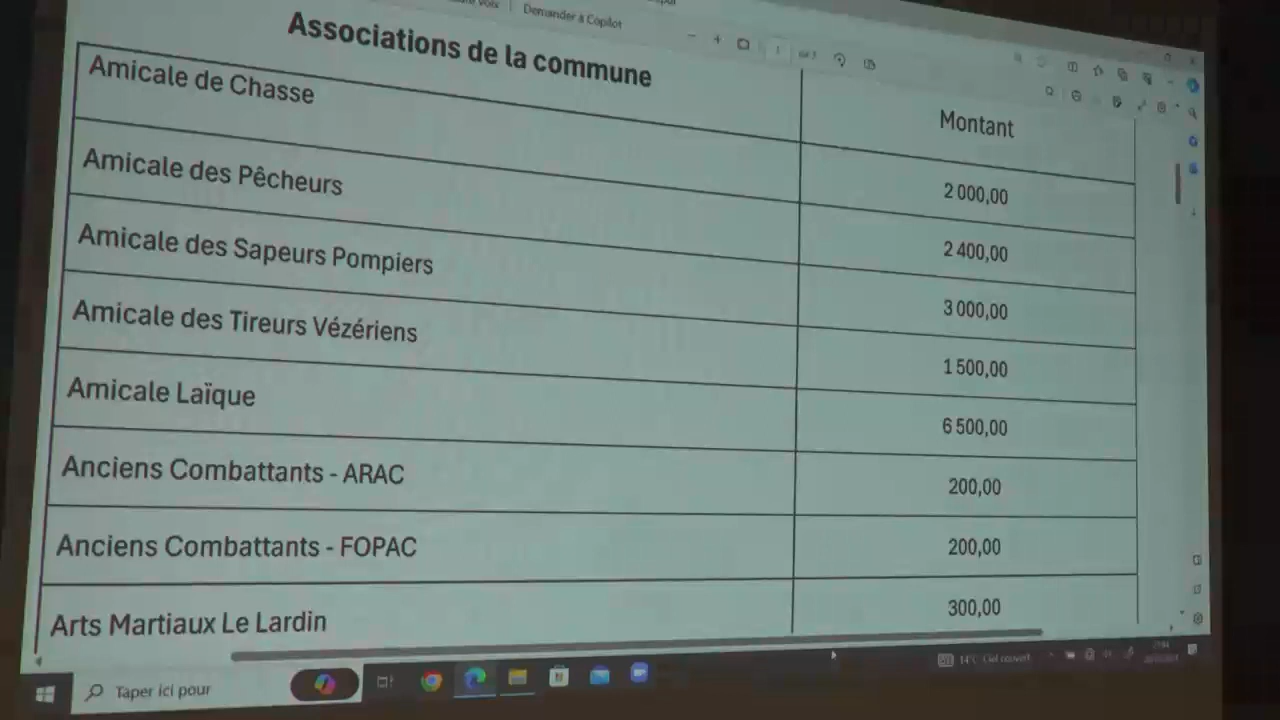 Demander à Copilot
Associations de la commune
Montant
Amicale de Chasse
2 000,00
Amicale des Pêcheurs
2 400,00
Amicale des Sapeurs Pompiers
3 000,00
Amicale des Tireurs Vézériens
1 500,00
Amicale Laïque
6 500,00
Anciens Combattants - ARAC
200,00
Anciens Combattants - FOPAC
200,00
Arts Martiaux Le Lardin
300,00
Taper ici pour
14°C Ciel couvert